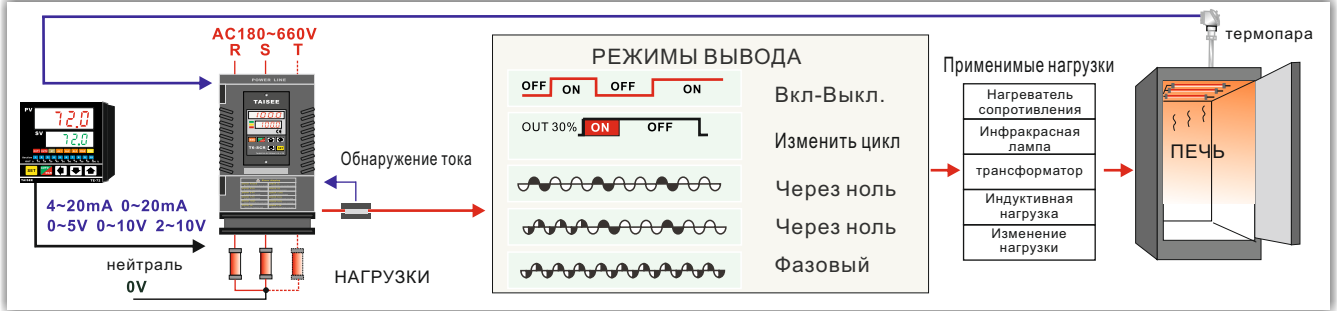 AC180~660V
R S T
POWER LINE
TAISEE
PV
72.0
SV
72.0
SET
4~20mA 0~20mA
0~5V 0~10V 2~10V
нейтраль
0V
НАГРУЗКИ
Обнаружение тока
РЕЖИМЫ ВЫВОДА
OFF ON OFF ON
Вкл-Выкл.
OUT 30% ON OFF
Изменить цикл
Через ноль
Через ноль
Фазовый
Применимые нагрузки
Нагреватель
сопротивления
Инфракрасная
лампа
трансформатор
Индуктивная
нагрузка
Изменение
нагрузки
термопара
ПЕЧЬ